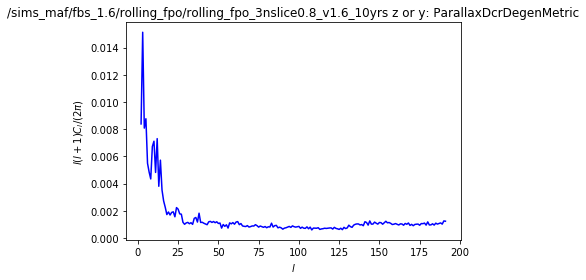 /sims_maf/fbs_1.6/rolling_fpo/rolling_fpo_3nslice0.8_v1.6_10yrs z or y: ParallaxDcrDegenMetric
0.014
0.012
0.010
0.008
0.006
0.004
0.002
0.000
l(l + 1)C_l/(2π)
0 25 50 75 100 125 150 175 200
l